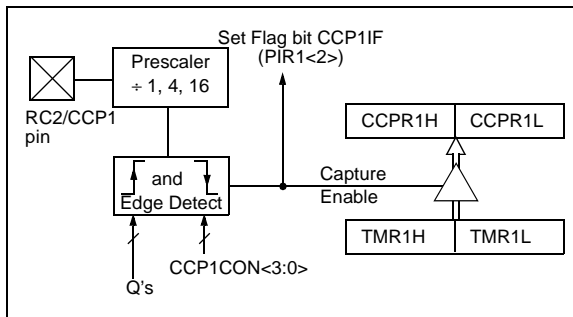 Set Flag bit CCP1IF
(PIR1<2>)
Prescaler
÷ 1, 4, 16
RC2/CCP1
pin
CCPR1H
CCPR1L
and
Edge Detect
Capture
Enable
TMR1H
TMR1L
CCP1CON<3:0>
Q's